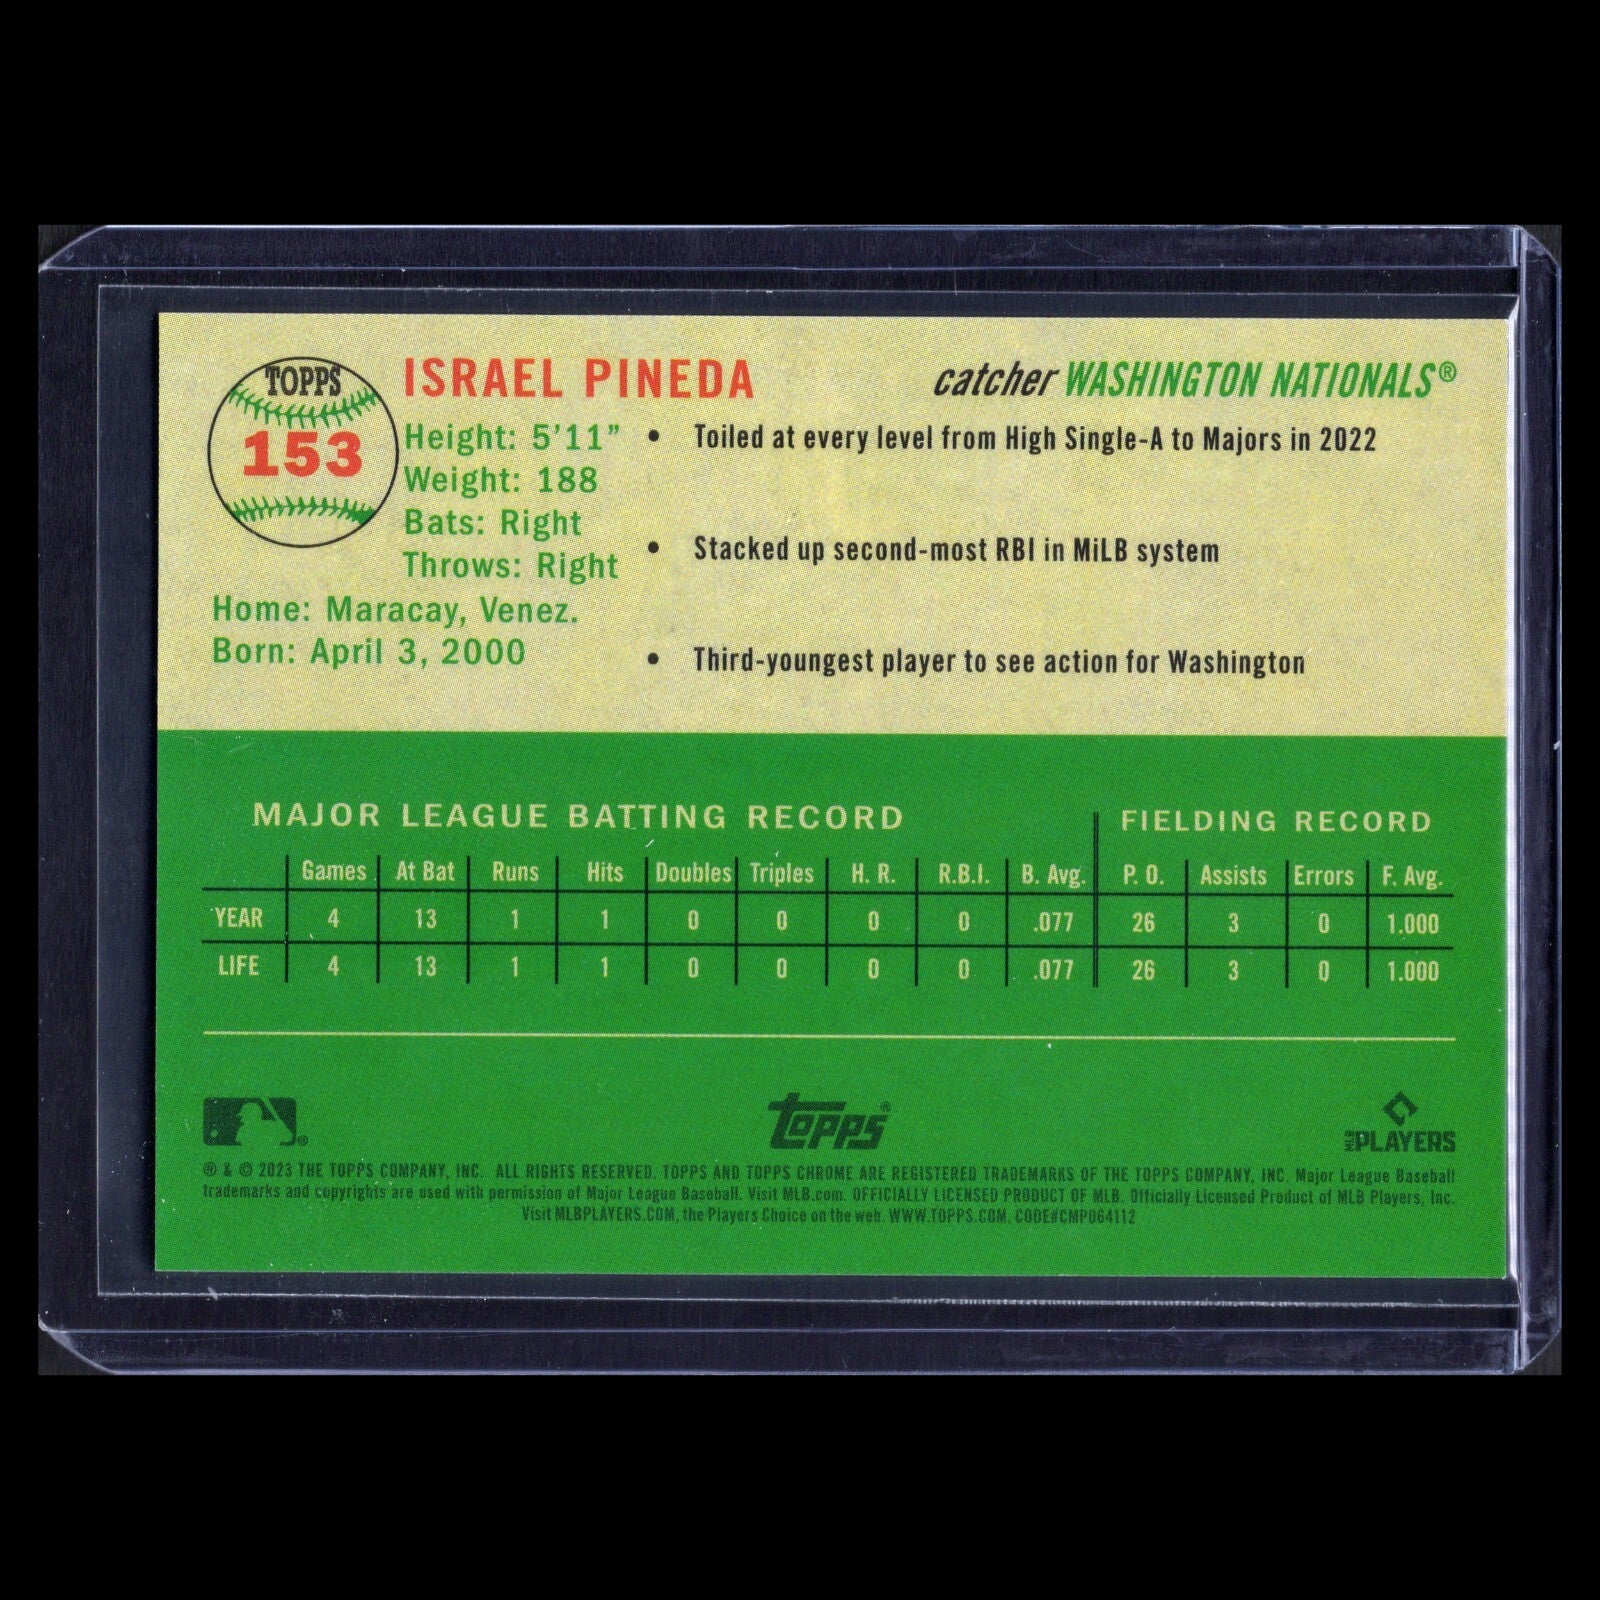 TOPPS
153
ISRAEL PINEDA
catcher WASHINGTON NATIONALS®
Height: 5'11"
Weight: 188
Bats: Right
Throws: Right
Home: Maracay, Venez.
Born: April 3, 2000
• Toiled at every level from High Single-A to Majors in 2022
• Stacked up second-most RBI in MiLB system
• Third-youngest player to see action for Washington
MAJOR LEAGUE BATTING RECORD FIELDING RECORD
Games At Bat Runs Hits Doubles Triples H. R. R.B.I. B. Avg. P. O. Assists Errors F. Avg.
YEAR 4 13 1 1 0 0 0 0 .077 26 3 0 1.000
LIFE 4 13 1 1 0 0 0 0 .077 26 3 0 1.000
topps®
MLB PLAYERS
® & © 2023 THE TOPPS COMPANY, INC. ALL RIGHTS RESERVED. TOPPS AND TOPPS CHROME ARE REGISTERED TRADEMARKS OF THE TOPPS COMPANY, INC. Major League Baseball
trademarks and copyrights are used with permission of Major League Baseball. Visit MLB.com. OFFICIALLY LICENSED PRODUCT OF MLB. Officially Licensed Product of MLB Players, Inc.
Visit MLBPLAYERS.COM, the Players Choice on the web. WWW.TOPPS.COM. CODE#CMP064112